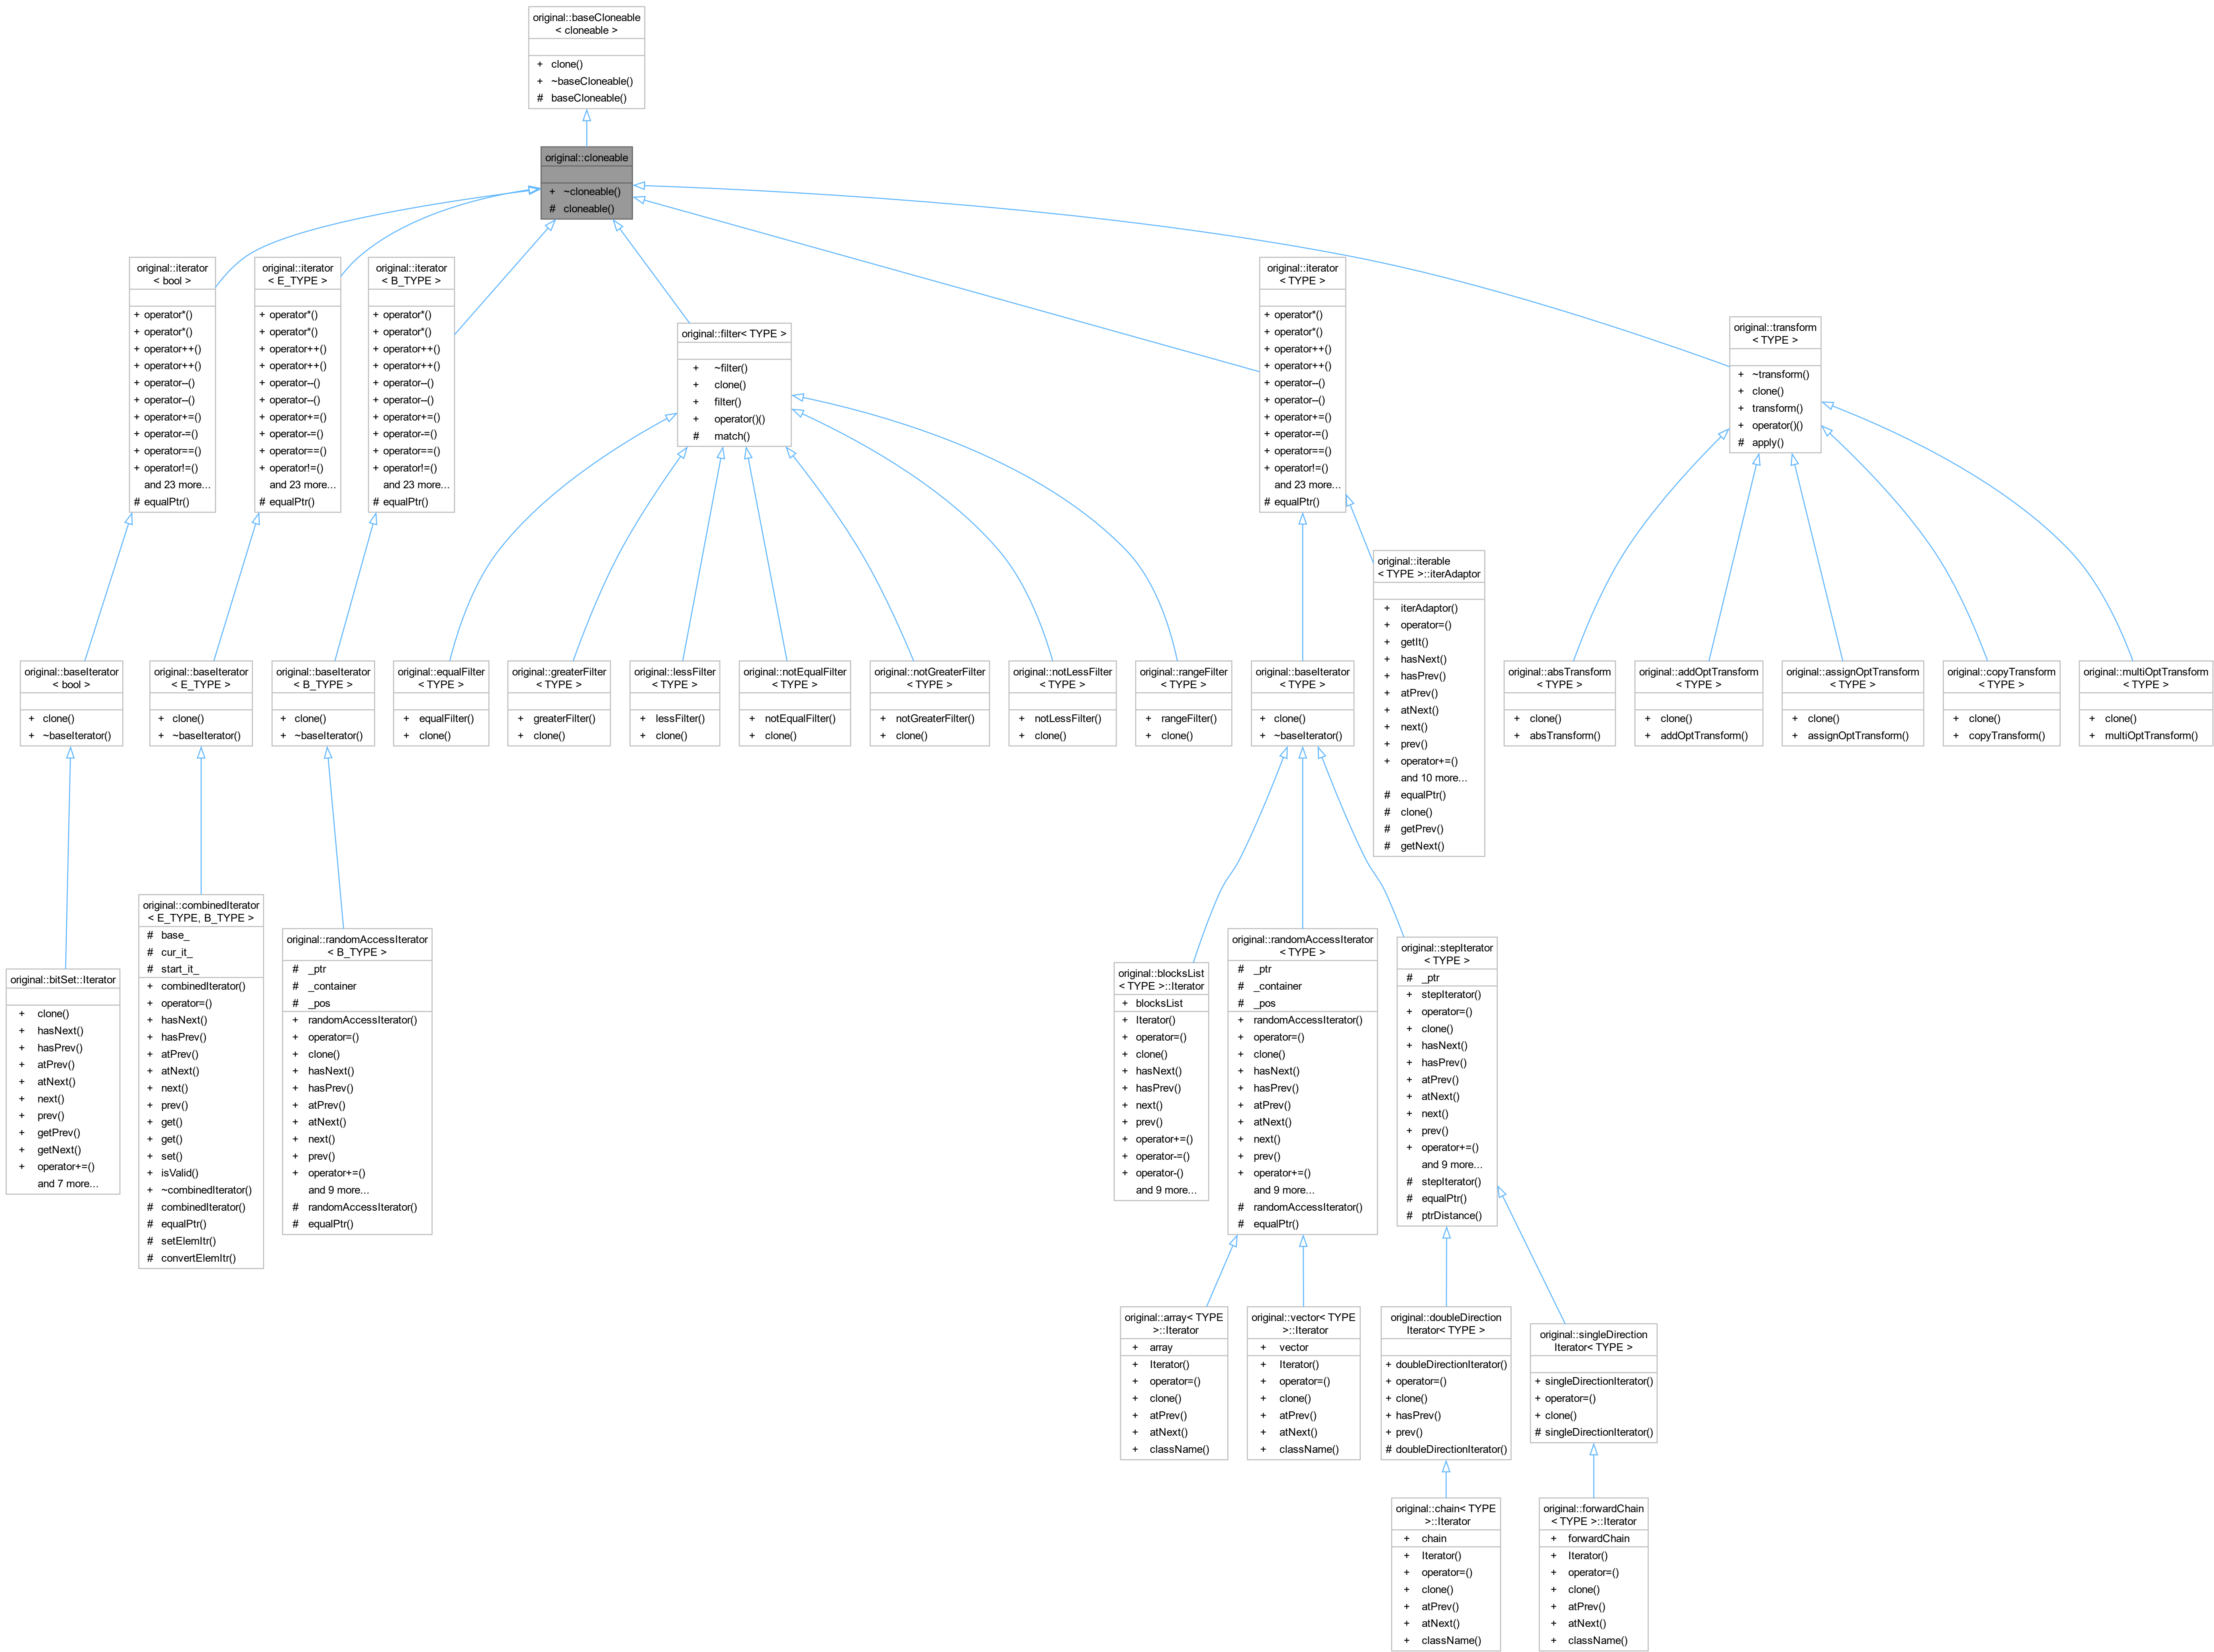 original::baseCloneable
< cloneable >
+ clone()
+ ~baseCloneable()
# baseCloneable()
original::cloneable
+ ~cloneable()
# cloneable()
original::iterator
< bool >
+ operator*()
+ operator*()
+ operator++()
+ operator++()
+ operator--()
+ operator--()
+ operator+=()
+ operator-=()
+ operator==()
+ operator!=()
and 23 more...
# equalPtr()
original::iterator
< E_TYPE >
+ operator*()
+ operator*()
+ operator++()
+ operator++()
+ operator--()
+ operator--()
+ operator+=()
+ operator-=()
+ operator==()
+ operator!=()
and 23 more...
# equalPtr()
original::iterator
< B_TYPE >
+ operator*()
+ operator*()
+ operator++()
+ operator++()
+ operator--()
+ operator--()
+ operator+=()
+ operator-=()
+ operator==()
+ operator!=()
and 23 more...
# equalPtr()
original::filter< TYPE >
+ ~filter()
+ clone()
+ filter()
+ operator()()
# match()
original::iterator
< TYPE >
+ operator*()
+ operator*()
+ operator++()
+ operator++()
+ operator--()
+ operator--()
+ operator+=()
+ operator-=()
+ operator==()
+ operator!=()
and 23 more...
# equalPtr()
original::transform
< TYPE >
+ ~transform()
+ clone()
+ transform()
+ operator()()
# apply()
original::iterable
< TYPE >::iterAdaptor
+ iterAdaptor()
+ operator=()
+ getIt()
+ hasNext()
+ hasPrev()
+ atPrev()
+ atNext()
+ next()
+ prev()
+ operator+=()
and 10 more...
# equalPtr()
# clone()
# getPrev()
# getNext()
original::baseIterator
< bool >
+ clone()
+ ~baseIterator()
original::baseIterator
< E_TYPE >
+ clone()
+ ~baseIterator()
original::baseIterator
< B_TYPE >
+ clone()
+ ~baseIterator()
original::equalFilter
< TYPE >
+ equalFilter()
+ clone()
original::greaterFilter
< TYPE >
+ greaterFilter()
+ clone()
original::lessFilter
< TYPE >
+ lessFilter()
+ clone()
original::notEqualFilter
< TYPE >
+ notEqualFilter()
+ clone()
original::notGreaterFilter
< TYPE >
+ notGreaterFilter()
+ clone()
original::notLessFilter
< TYPE >
+ notLessFilter()
+ clone()
original::rangeFilter
< TYPE >
+ rangeFilter()
+ clone()
original::baseIterator
< TYPE >
+ clone()
+ ~baseIterator()
original::absTransform
< TYPE >
+ clone()
+ absTransform()
original::addOptTransform
< TYPE >
+ clone()
+ addOptTransform()
original::assignOptTransform
< TYPE >
+ clone()
+ assignOptTransform()
original::copyTransform
< TYPE >
+ clone()
+ copyTransform()
original::multiOptTransform
< TYPE >
+ clone()
+ multiOptTransform()
original::bitSet::Iterator
+ clone()
+ hasNext()
+ hasPrev()
+ atPrev()
+ atNext()
+ next()
+ prev()
+ getPrev()
+ getNext()
+ operator+=()
and 7 more...
original::combinedIterator
< E_TYPE, B_TYPE >
# base_
# cur_it_
# start_it_
+ combinedIterator()
+ operator=()
+ hasNext()
+ hasPrev()
+ atPrev()
+ atNext()
+ next()
+ prev()
+ get()
+ get()
+ set()
+ isValid()
+ ~combinedIterator()
# combinedIterator()
# equalPtr()
# setElemItr()
# convertElemItr()
original::randomAccessIterator
< B_TYPE >
# _ptr
# _container
# _pos
+ randomAccessIterator()
+ operator=()
+ clone()
+ hasNext()
+ hasPrev()
+ atPrev()
+ atNext()
+ next()
+ prev()
+ operator+=()
and 9 more...
# randomAccessIterator()
# equalPtr()
original::blocksList
< TYPE >::Iterator
+ blocksList
+ Iterator()
+ operator=()
+ clone()
+ hasNext()
+ hasPrev()
+ next()
+ prev()
+ operator+=()
+ operator-=()
+ operator-()
and 9 more...
original::randomAccessIterator
< TYPE >
# _ptr
# _container
# _pos
+ randomAccessIterator()
+ operator=()
+ clone()
+ hasNext()
+ hasPrev()
+ atPrev()
+ atNext()
+ next()
+ prev()
+ operator+=()
and 9 more...
# randomAccessIterator()
# equalPtr()
original::stepIterator
< TYPE >
# _ptr
+ stepIterator()
+ operator=()
+ clone()
+ hasNext()
+ hasPrev()
+ atPrev()
+ atNext()
+ next()
+ prev()
+ operator+=()
and 9 more...
# stepIterator()
# equalPtr()
# ptrDistance()
original::array< TYPE
>::Iterator
+ array
+ Iterator()
+ operator=()
+ clone()
+ atPrev()
+ atNext()
+ className()
original::vector< TYPE
>::Iterator
+ vector
+ Iterator()
+ operator=()
+ clone()
+ atPrev()
+ atNext()
+ className()
original::doubleDirection
Iterator< TYPE >
+ doubleDirectionIterator()
+ operator=()
+ clone()
+ hasPrev()
+ prev()
# doubleDirectionIterator()
original::singleDirection
Iterator< TYPE >
+ singleDirectionIterator()
+ operator=()
+ clone()
# singleDirectionIterator()
original::chain< TYPE
>::Iterator
+ chain
+ Iterator()
+ operator=()
+ clone()
+ atPrev()
+ atNext()
+ className()
original::forwardChain
< TYPE >::Iterator
+ forwardChain
+ Iterator()
+ operator=()
+ clone()
+ atPrev()
+ atNext()
+ className()